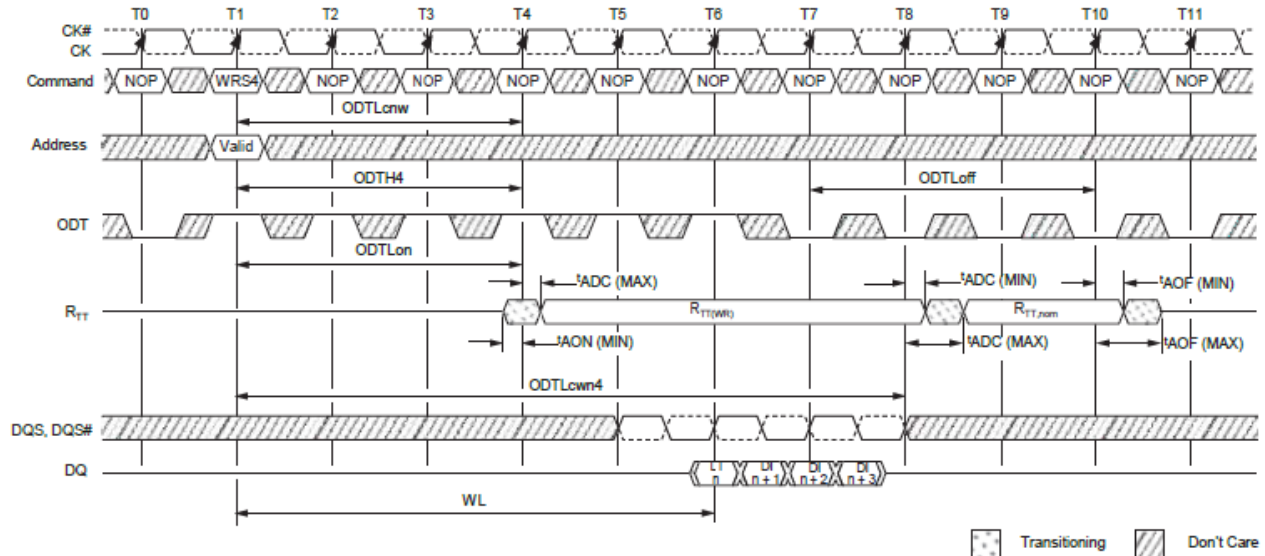 T0 T1 T2 T3 T4 T5 T6 T7 T8 T9 T10 T11
CK#
CK
Command NOP WRS4 NOP NOP NOP NOP NOP NOP NOP NOP NOP NOP
ODTLcnw
Address Valid
ODTH4 ODTLoff
ODT
ODTLon
tADC (MAX) tADC (MIN) tAOF (MIN)
RTT RTT(WR) RTT,nom
tAON (MIN) tADC (MAX) tAOF (MAX)
ODTLcwn4
DQS, DQS#
DQ n DI n + 1 DI n + 2 DI n + 3
WL
Transitioning Don't Care